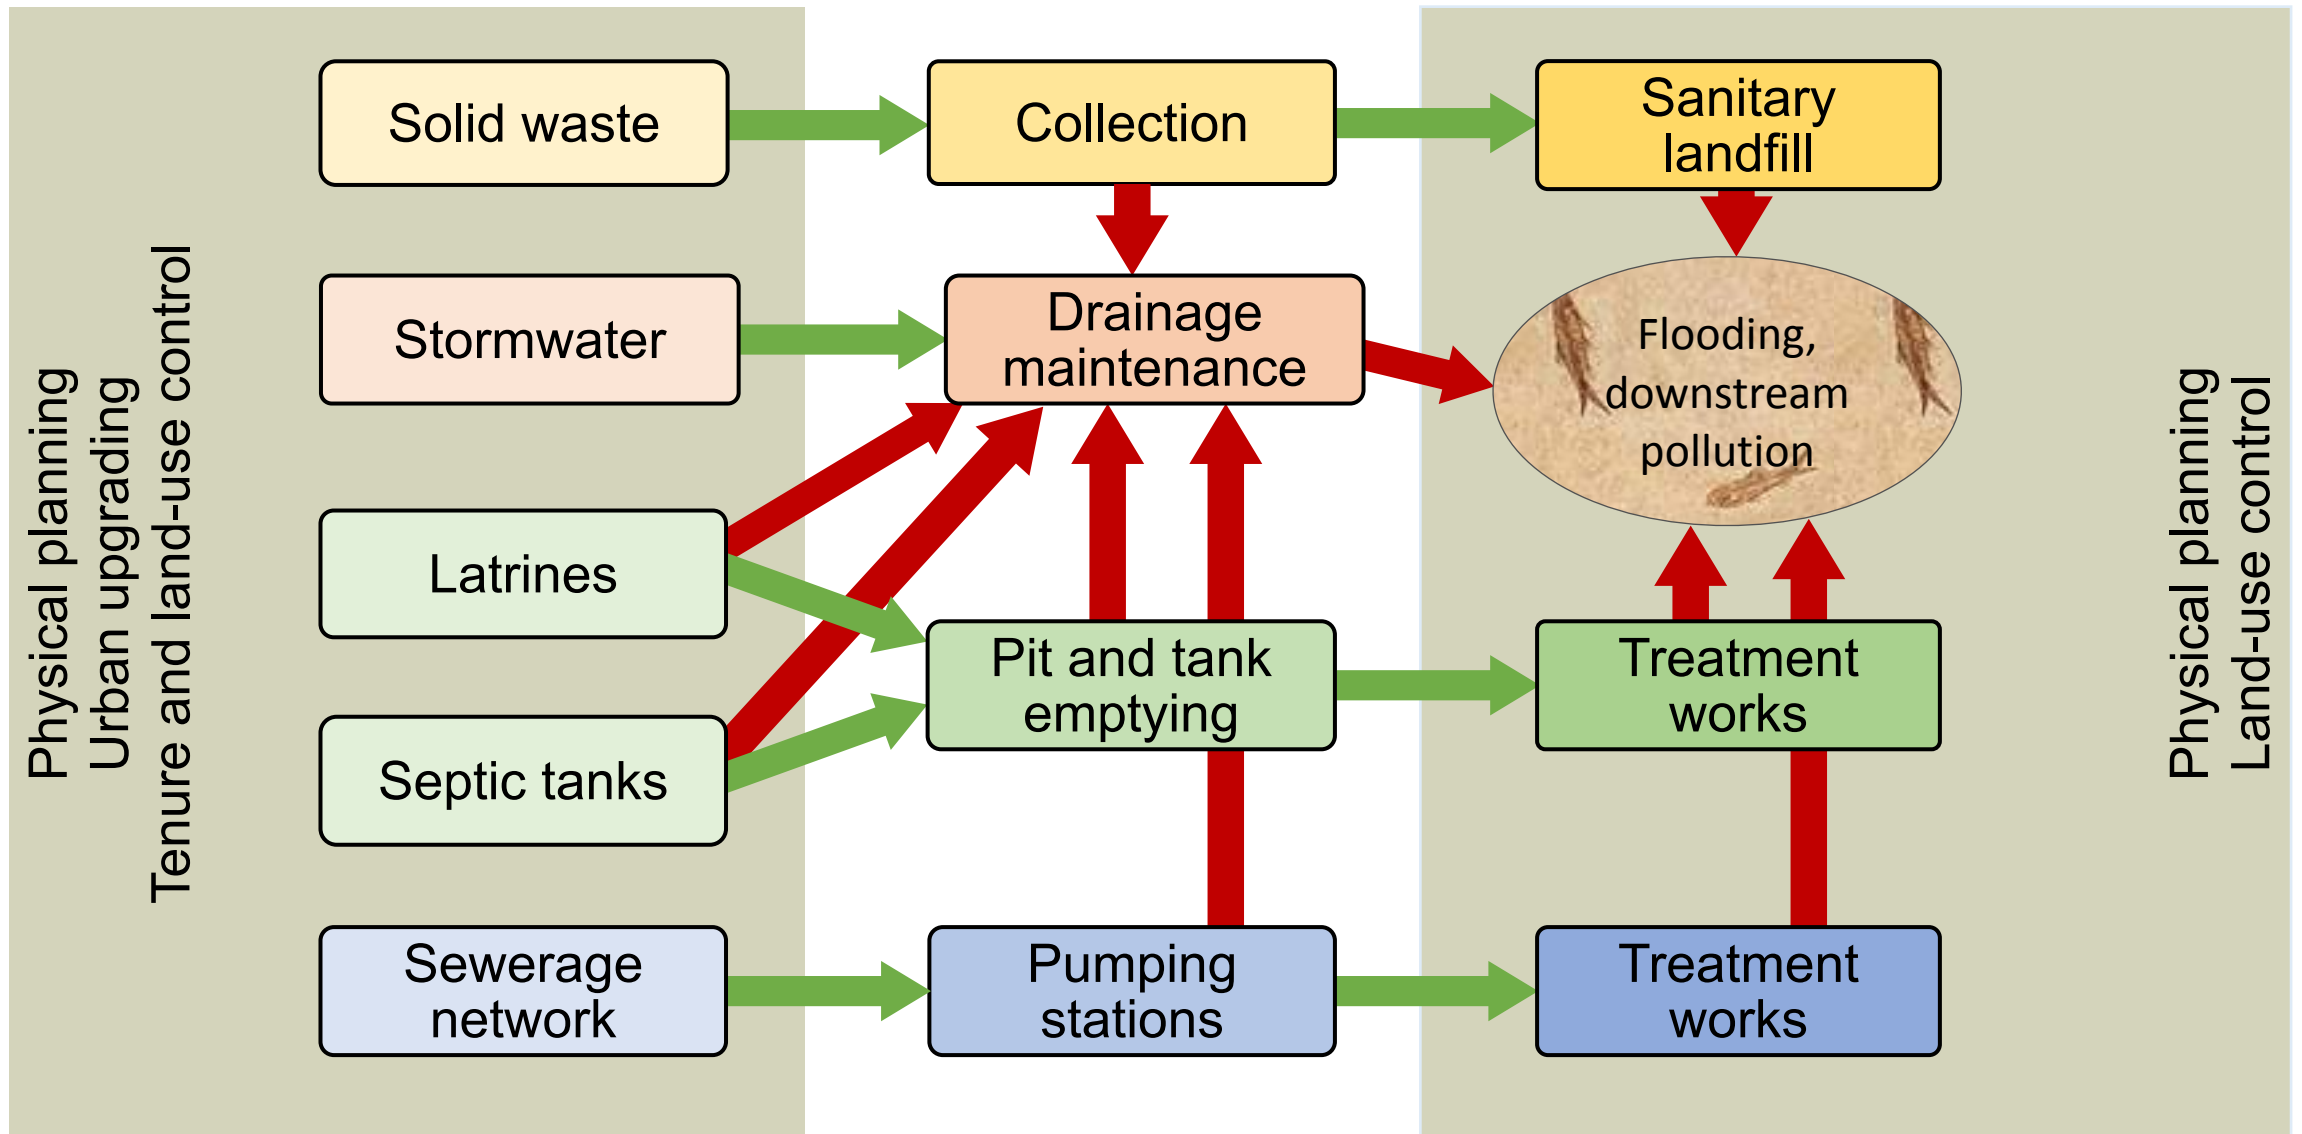 Physical planning
Urban upgrading
Tenure and land-use control
Solid waste
Collection
Sanitary
landfill
Stormwater
Drainage
maintenance
Flooding,
downstream
pollution
Latrines
Pit and tank
emptying
Treatment
works
Septic tanks
Sewerage
network
Pumping
stations
Treatment
works
Physical planning
Land-use control